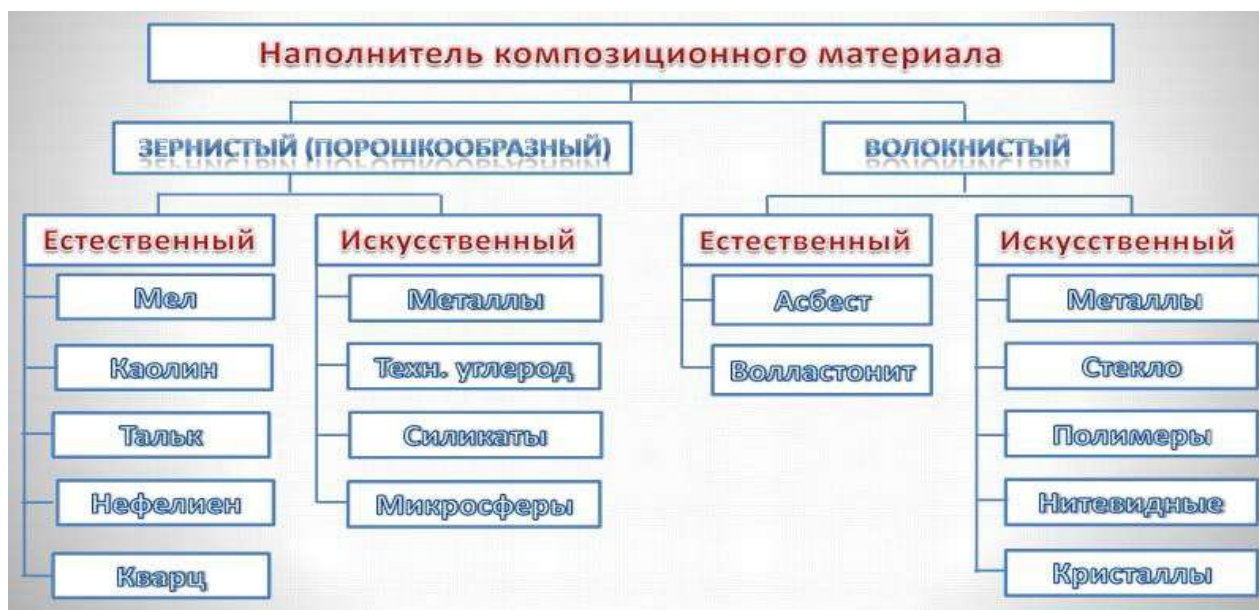 Наполнитель композиционного материала
ЗЕРНИСТЫЙ (ПОРОШКООБРАЗНЫЙ)
ВОЛОКНИСТЫЙ
Естественный
Искусственный
Естественный
Искусственный
Мел
Металлы
Асбест
Металлы
Каолин
Техн. углерод
Волластонит
Стекло
Тальк
Силикаты
Полимеры
Нефелиен
Микросферы
Нитевидные
Кварц
Кристаллы